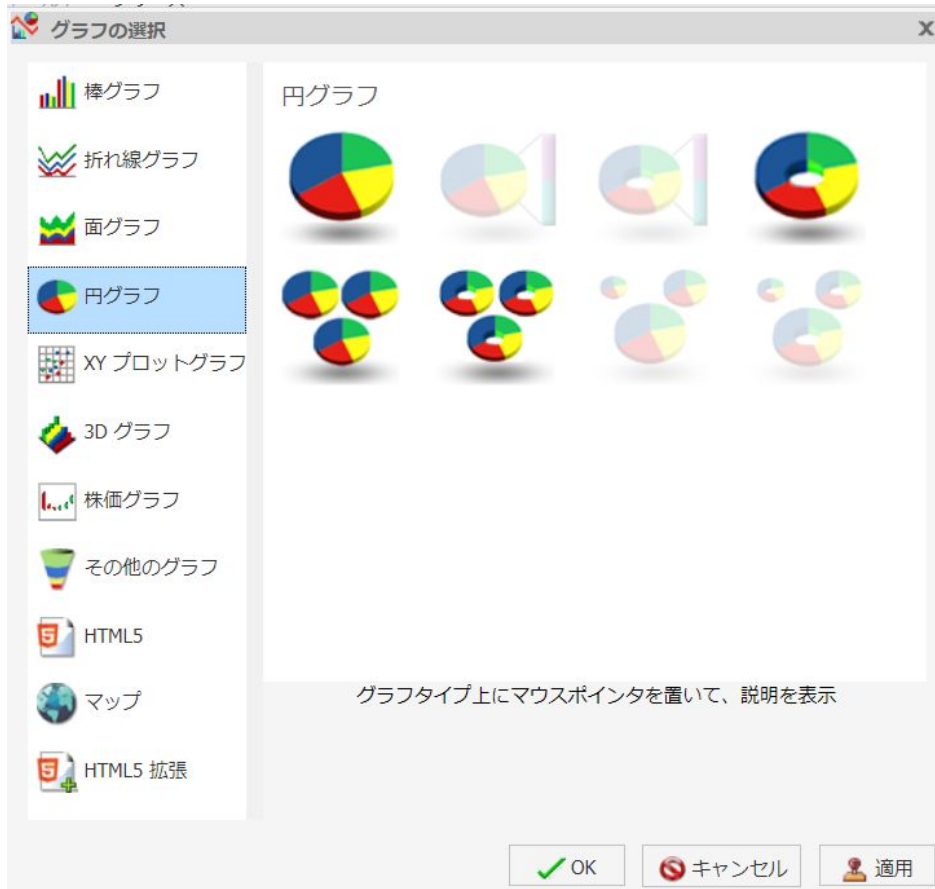 グラフの選択
x
棒グラフ
折れ線グラフ
面グラフ
円グラフ
XY プロットグラフ
3D グラフ
株価グラフ
その他のグラフ
HTML5
マップ
HTML5 拡張
円グラフ
グラフタイプ上にマウスポインタを置いて、説明を表示
OK
キャンセル
適用